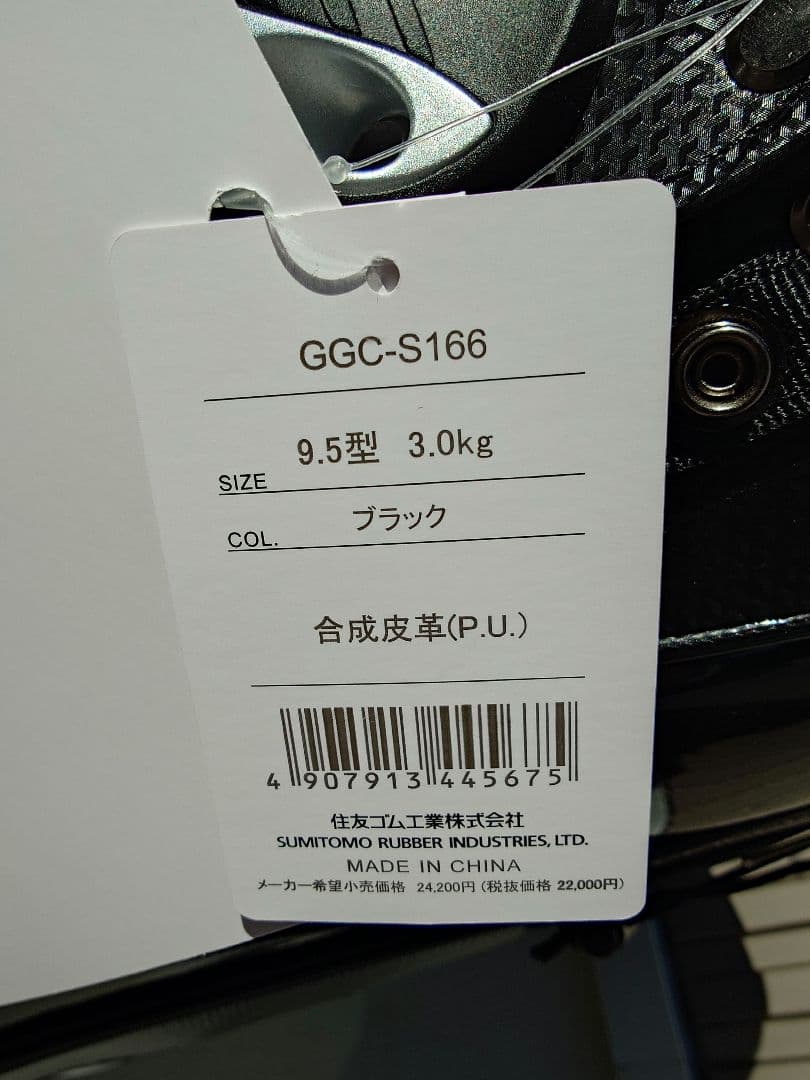 GGC-S166
SIZE 9.5型 3.0kg
COL. ブラック
合成皮革(P.U.)
4 907913 445675
住友ゴム工業株式会社
SUMITOMO RUBBER INDUSTRIES, LTD.
MADE IN CHINA
メーカー希望小売価格 24,200円 (税抜価格 22,000円)